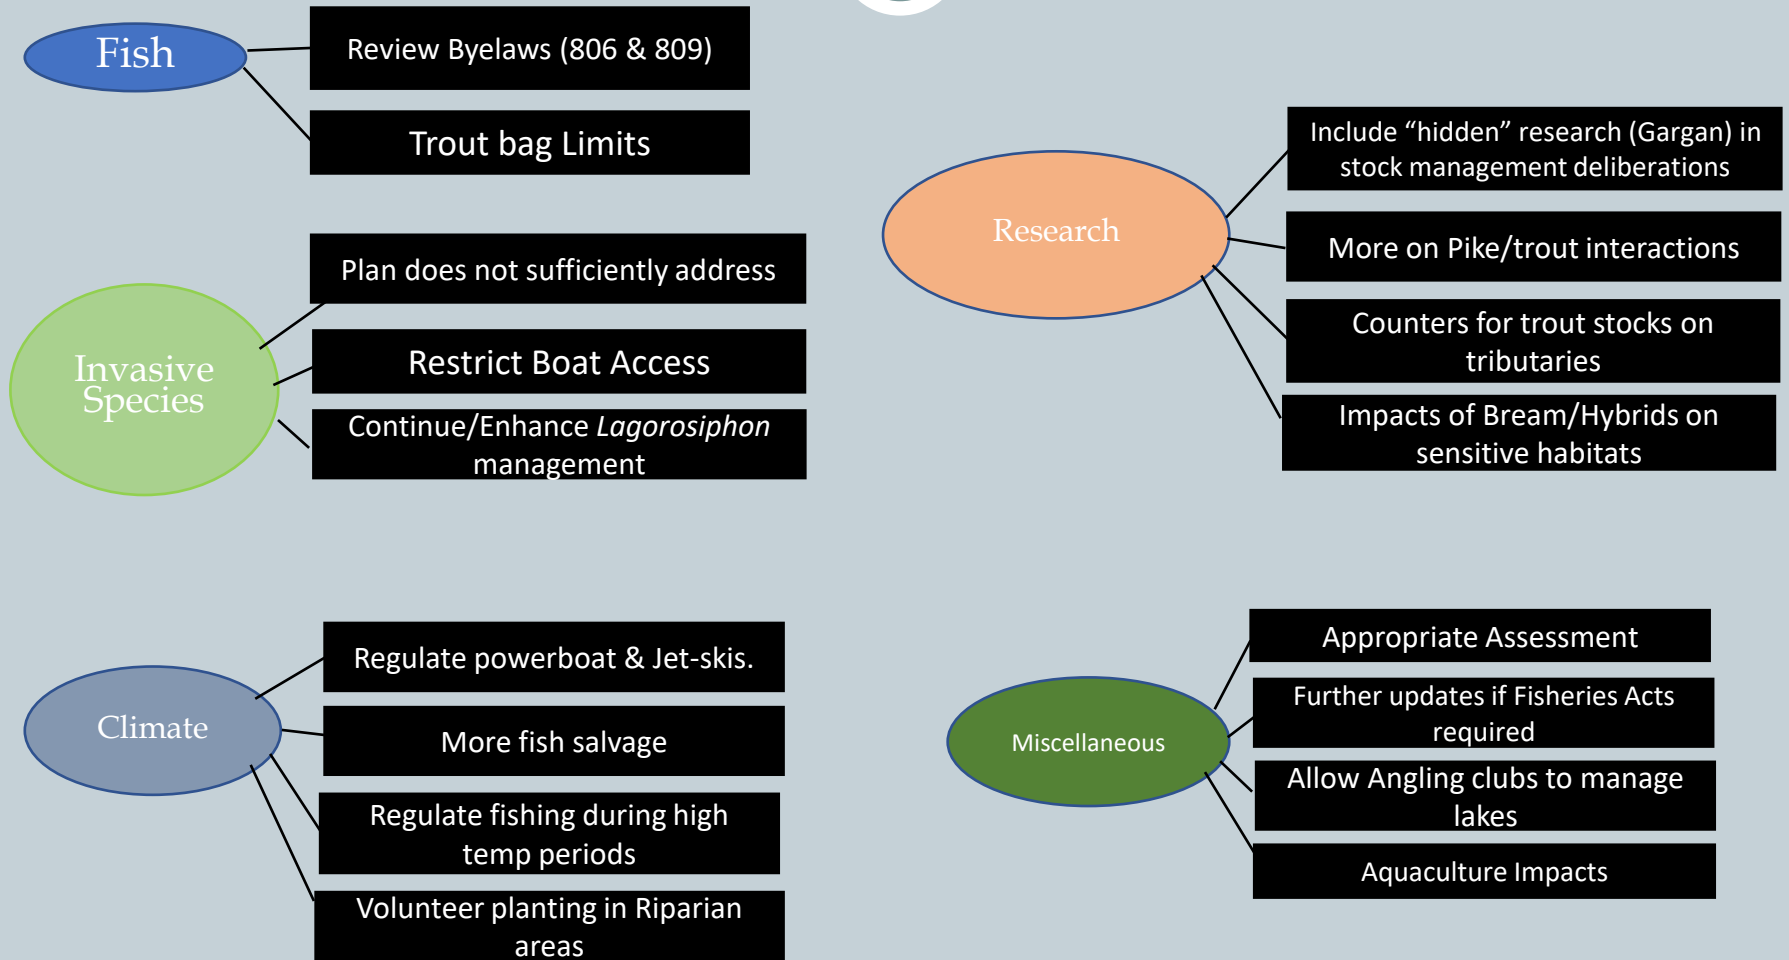 Fish
Review Byelaws (806 & 809)
Trout bag Limits
Invasive
Species
Plan does not sufficiently address
Restrict Boat Access
Continue/Enhance Lagorosiphon
management
Climate
Regulate powerboat & Jet-skis.
More fish salvage
Regulate fishing during high
temp periods
Volunteer planting in Riparian
areas
Research
Include “hidden” research (Gargan) in
stock management deliberations
More on Pike/trout interactions
Counters for trout stocks on
tributaries
Impacts of Bream/Hybrids on
sensitive habitats
Miscellaneous
Appropriate Assessment
Further updates if Fisheries Acts
required
Allow Angling clubs to manage
lakes
Aquaculture Impacts